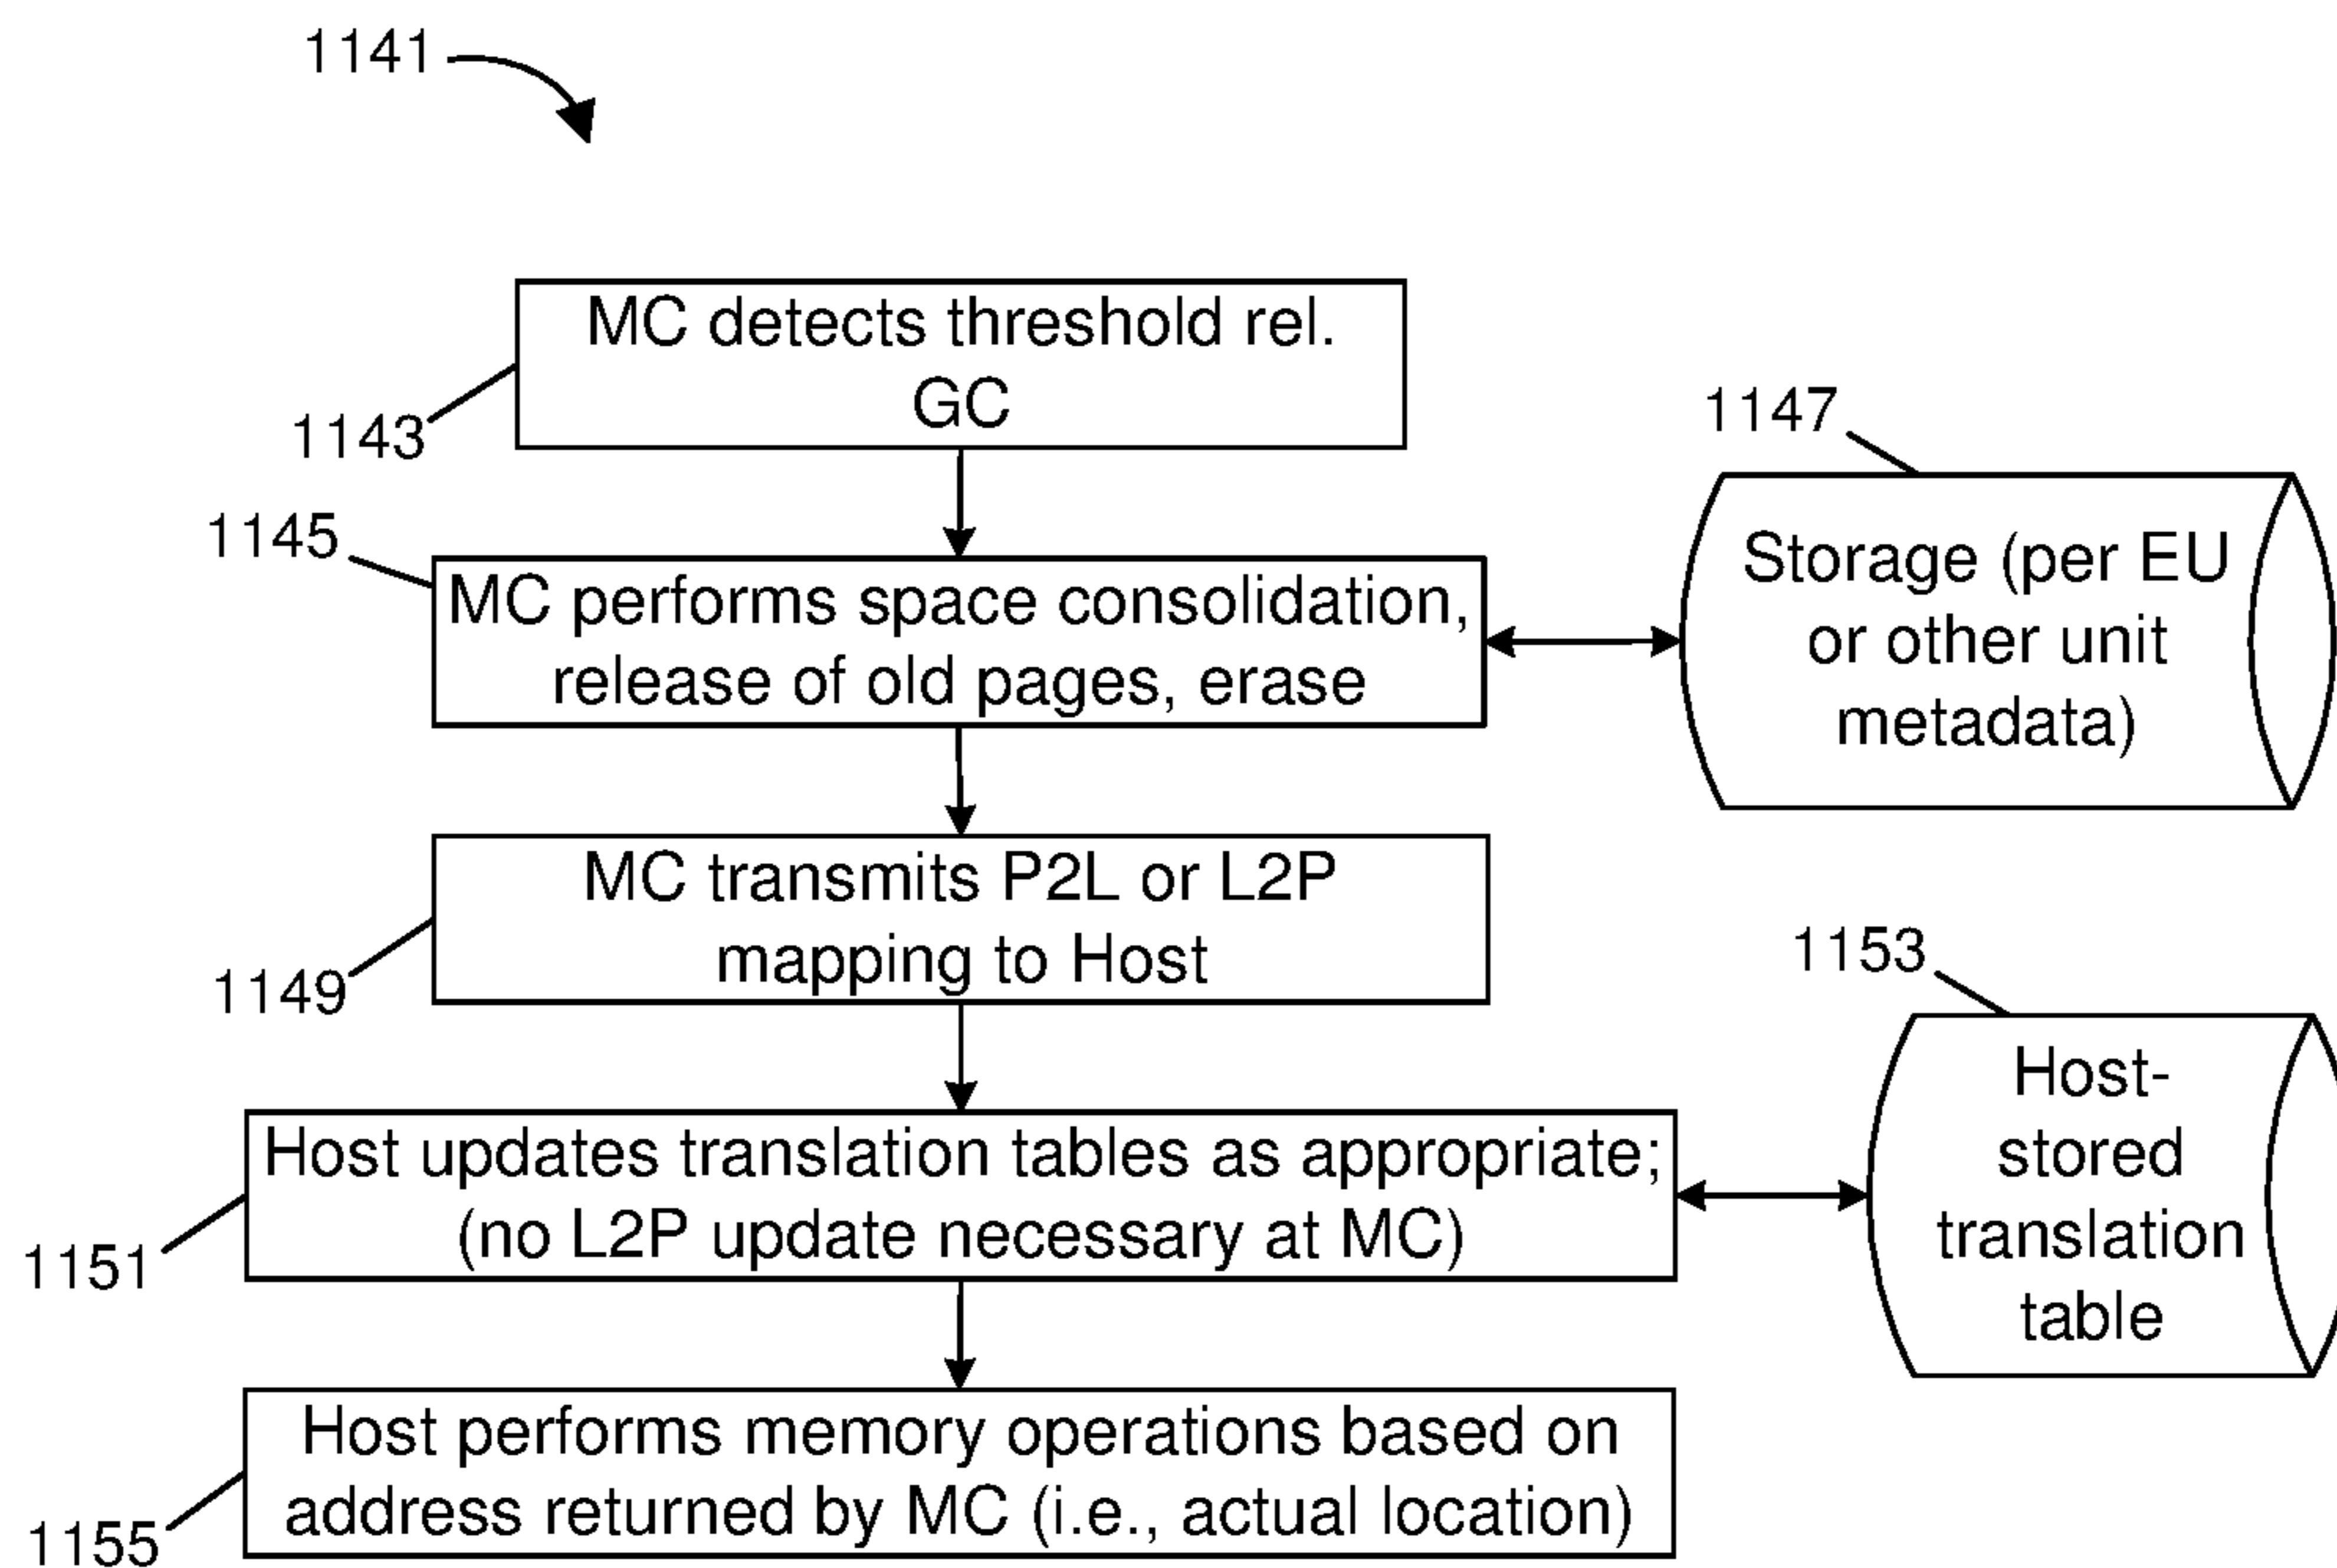 1141
MC detects threshold rel.
GC
1143
1147
1145
MC performs space consolidation,
release of old pages, erase
Storage (per EU
or other unit
metadata)
MC transmits P2L or L2P
mapping to Host
1149
1153
Host updates translation tables as appropriate;
(no L2P update necessary at MC)
1151
Host-
stored
translation
table
Host performs memory operations based on
address returned by MC (i.e., actual location)
1155